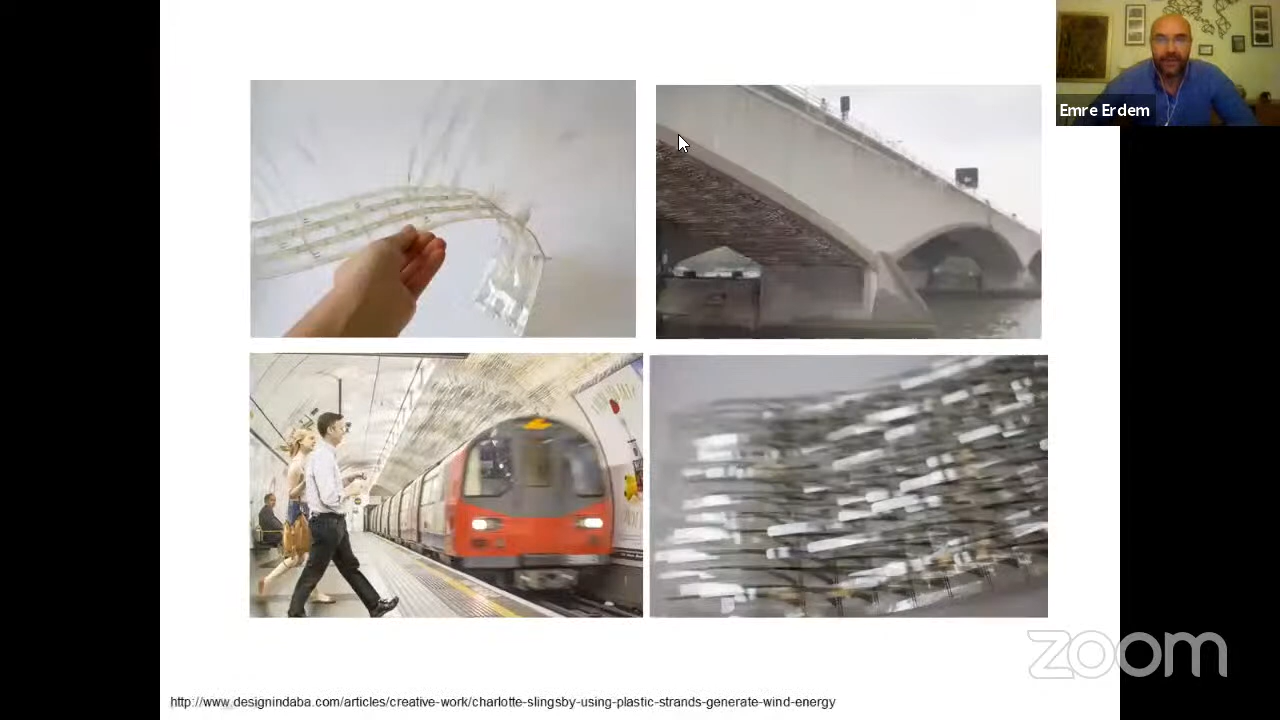 Emre Erdem
zoom
http://www.designindaba.com/articles/creative-work/charlotte-slingsby-using-plastic-strands-generate-wind-energy